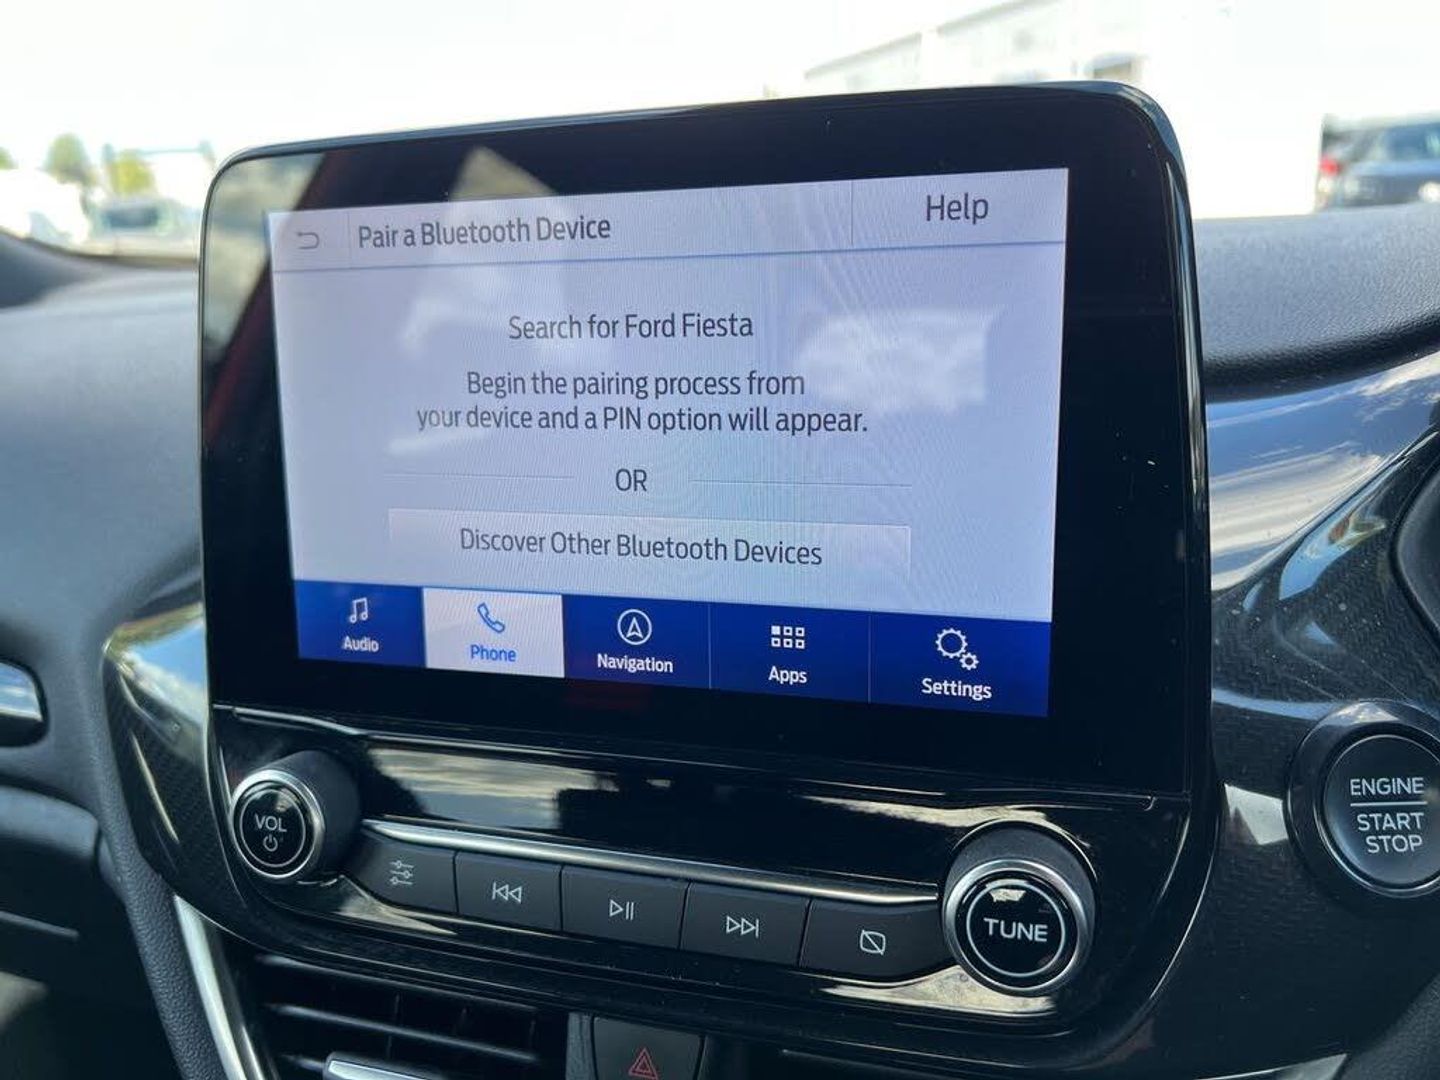 Pair a Bluetooth Device
Help
Search for Ford Fiesta
Begin the pairing process from
your device and a PIN option will appear.
OR
Discover Other Bluetooth Devices
Audio
Phone
Navigation
Apps
Settings
VOL
TUNE
ENGINE
START
STOP